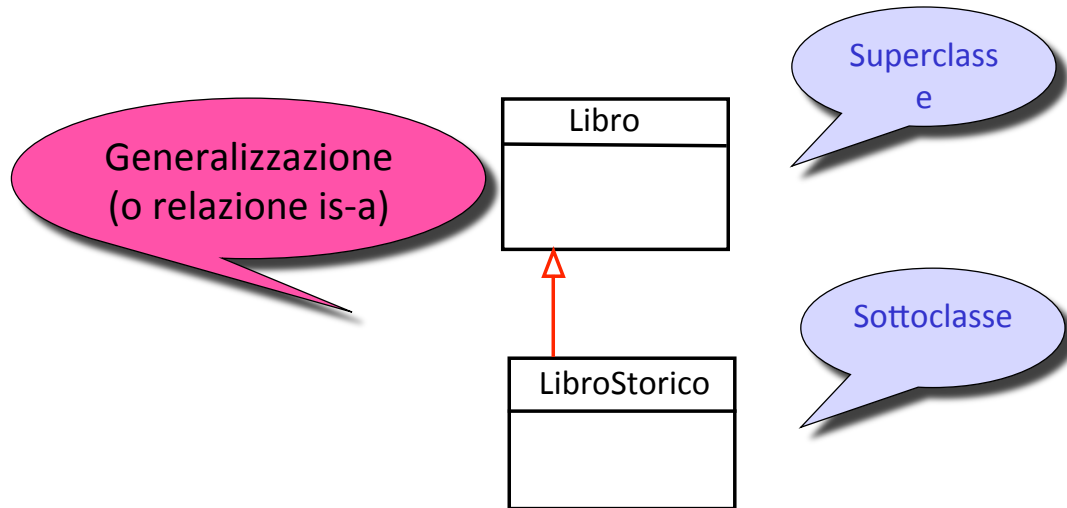 Superclass
e
Libro
Generalizzazione
(o relazione is-a)
Sottoclasse
LibroStorico